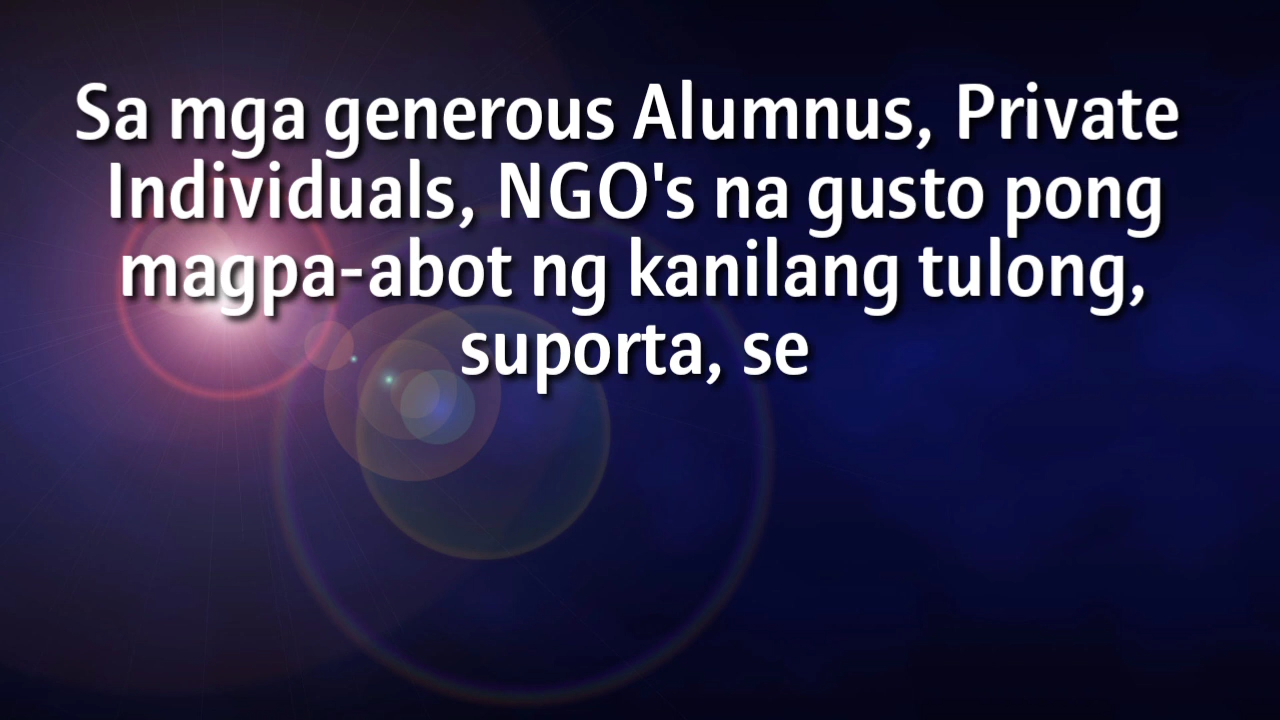 Sa mga generous Alumnus, Private
Individuals, NGO's na gusto pong
magpa-abot ng kanilang tulong,
suporta, se